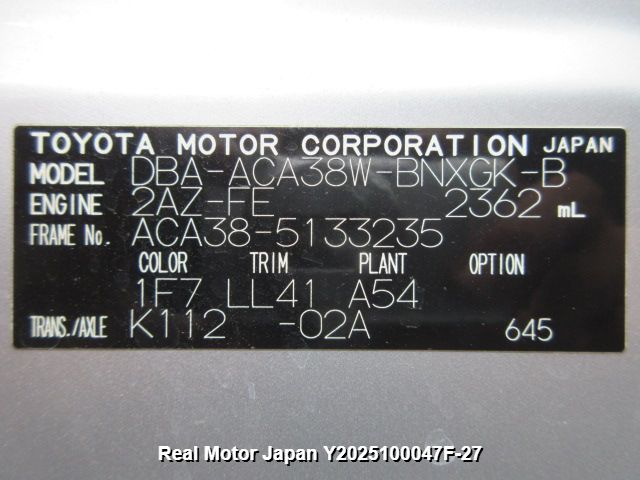 TOYOTA MOTOR CORPORATION JAPAN
MODEL DBA-ACA38W-BNXGK-B
ENGINE 2AZ-FE 2362 mL
FRAME No. ACA38-5133235
COLOR TRIM PLANT OPTION
1F7 LL41 A54
TRANS./AXLE K112 -02A 645
Real Motor Japan Y2025100047F-27